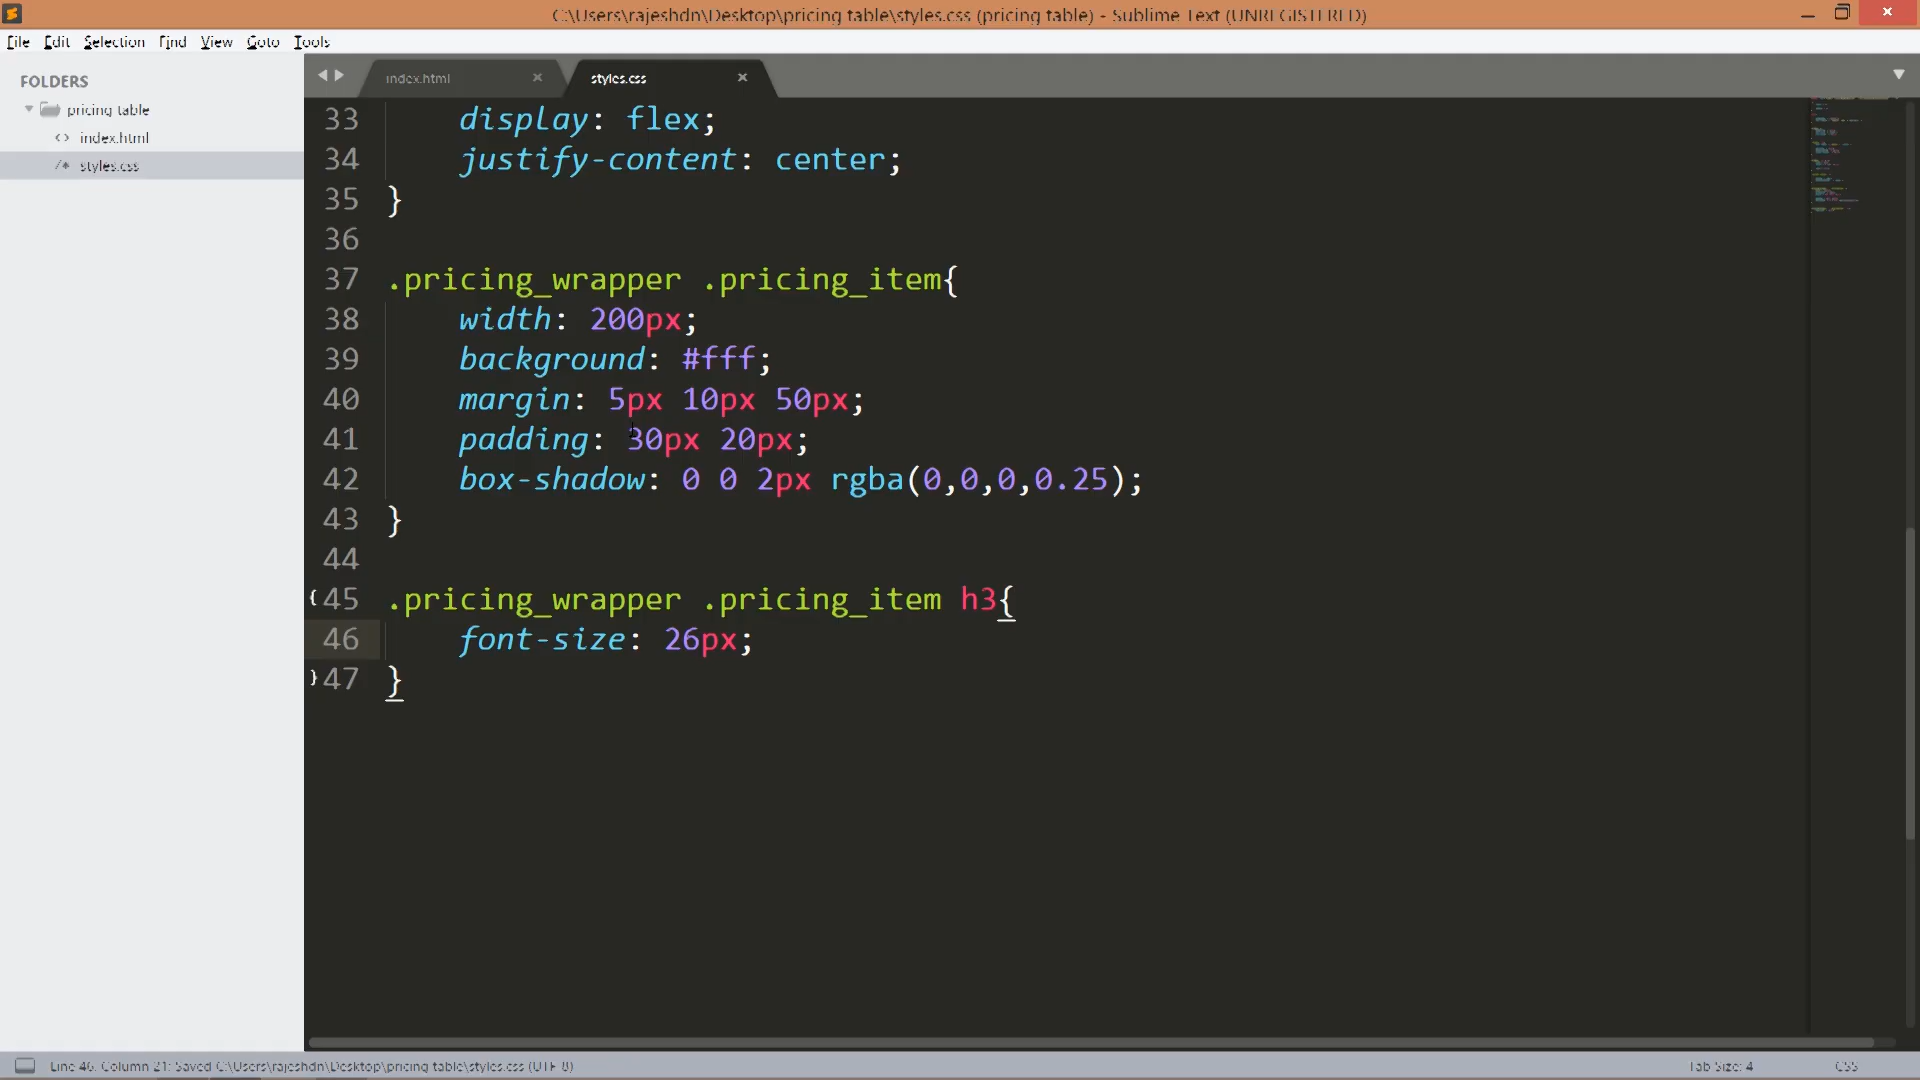 C:\Users\rajeshdn\Desktop\pricing table\styles.css (pricing table) - Sublime Text (UNREGISTERED)
File Edit Selection Find View Goto Tools
FOLDERS
pricing table
<> index.html
/* styles.css
index.html × styles.css ×
33 display: flex;
34 justify-content: center;
35 }
36
37 .pricing_wrapper .pricing_item{
38 width: 200px;
39 background: #fff;
40 margin: 5px 10px 50px;
41 padding: 30px 20px;
42 box-shadow: 0 0 2px rgba(0,0,0,0.25);
43 }
44
{ 45 .pricing_wrapper .pricing_item h3{
46 font-size: 26px;
} 47 }
Line 46, Column 21; Saved C:\Users\rajeshdn\Desktop\pricing table\styles.css (UTF-8) Tab Size: 4 CSS